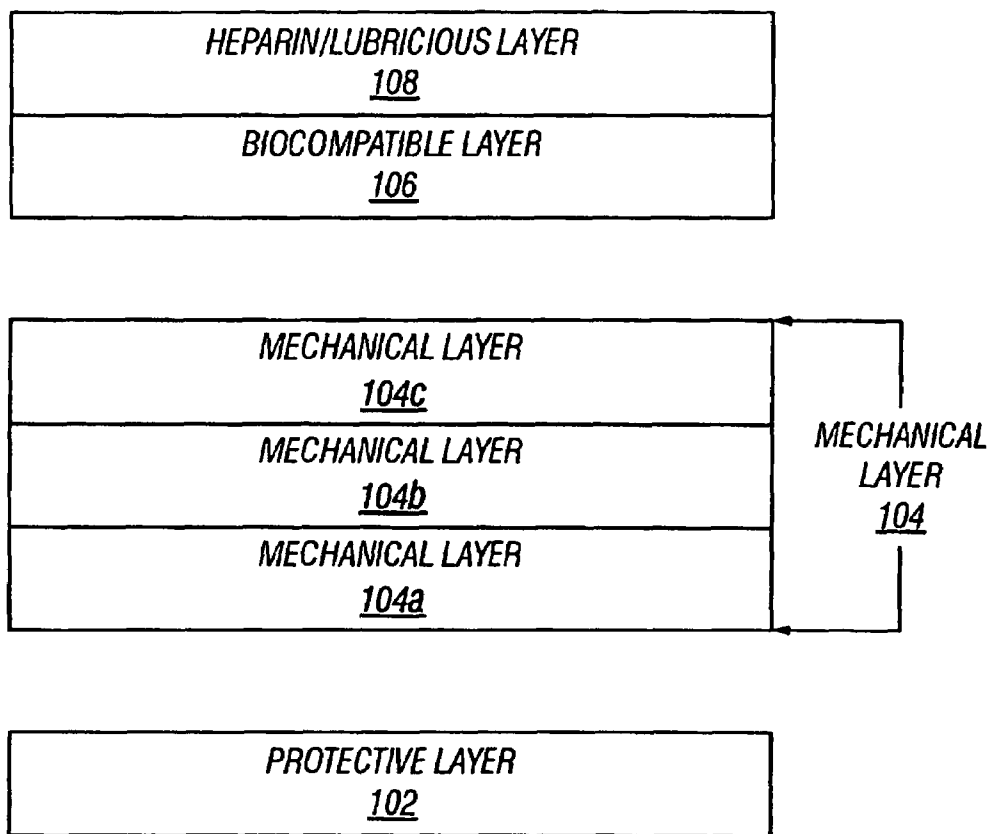 HEPARIN/LUBRICIOUS LAYER
108
BIOCOMPATIBLE LAYER
106
MECHANICAL LAYER
104c
MECHANICAL LAYER
104b
MECHANICAL LAYER
104a
MECHANICAL
LAYER
104
PROTECTIVE LAYER
102